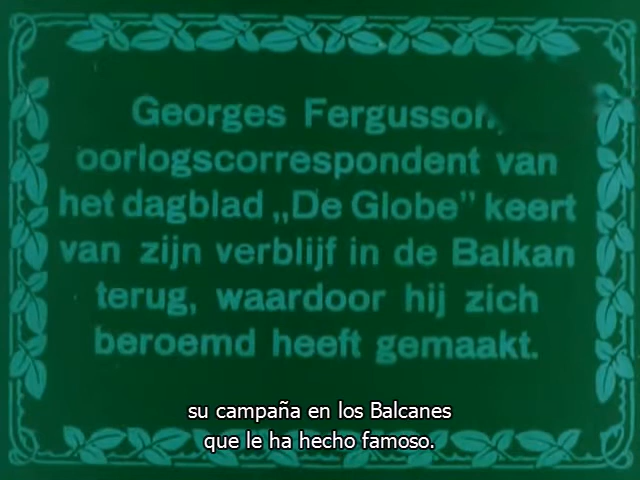 Georges Fergusson,
oorlogscorrespondent van
het dagblad „De Globe” keert
van zijn verblijf in de Balkan
terug, waardoor hij zich
beroemd heeft gemaakt.
su campaña en los Balcanes
que le ha hecho famoso.